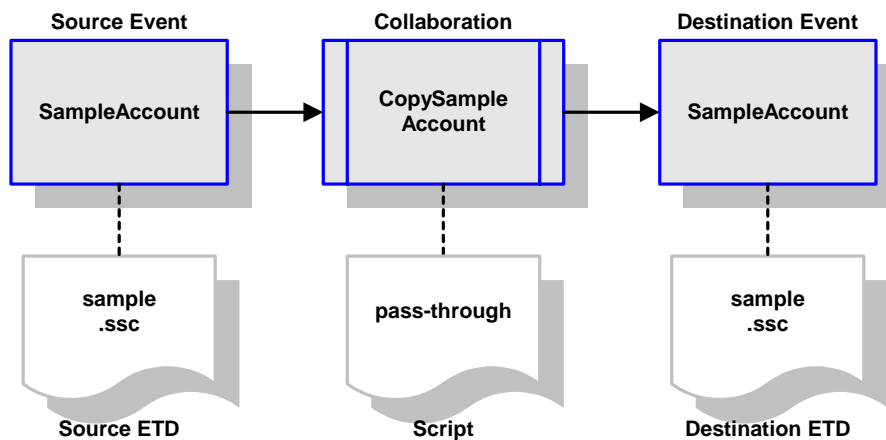 Source Event
Collaboration
Destination Event
SampleAccount
CopySample
Account
SampleAccount
sample
.ssc
pass-through
sample
.ssc
Source ETD
Script
Destination ETD